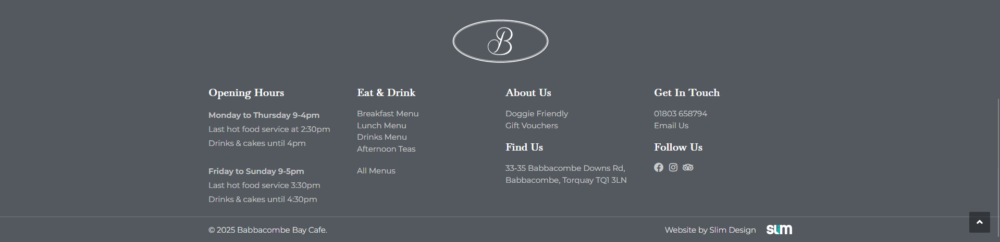 B
Opening Hours
Monday to Thursday 9-4pm
Last hot food service at 2:30pm
Drinks & cakes until 4pm
Friday to Sunday 9-5pm
Last hot food service 3:30pm
Drinks & cakes until 4:30pm
Eat & Drink
Breakfast Menu
Lunch Menu
Drinks Menu
Afternoon Teas
All Menus
About Us
Doggie Friendly
Gift Vouchers
Find Us
33-35 Babbacombe Downs Rd,
Babbacombe, Torquay TQ1 3LN
Get In Touch
01803 658794
Email Us
Follow Us
© 2025 Babbacombe Bay Cafe.
Website by Slim Design
slim